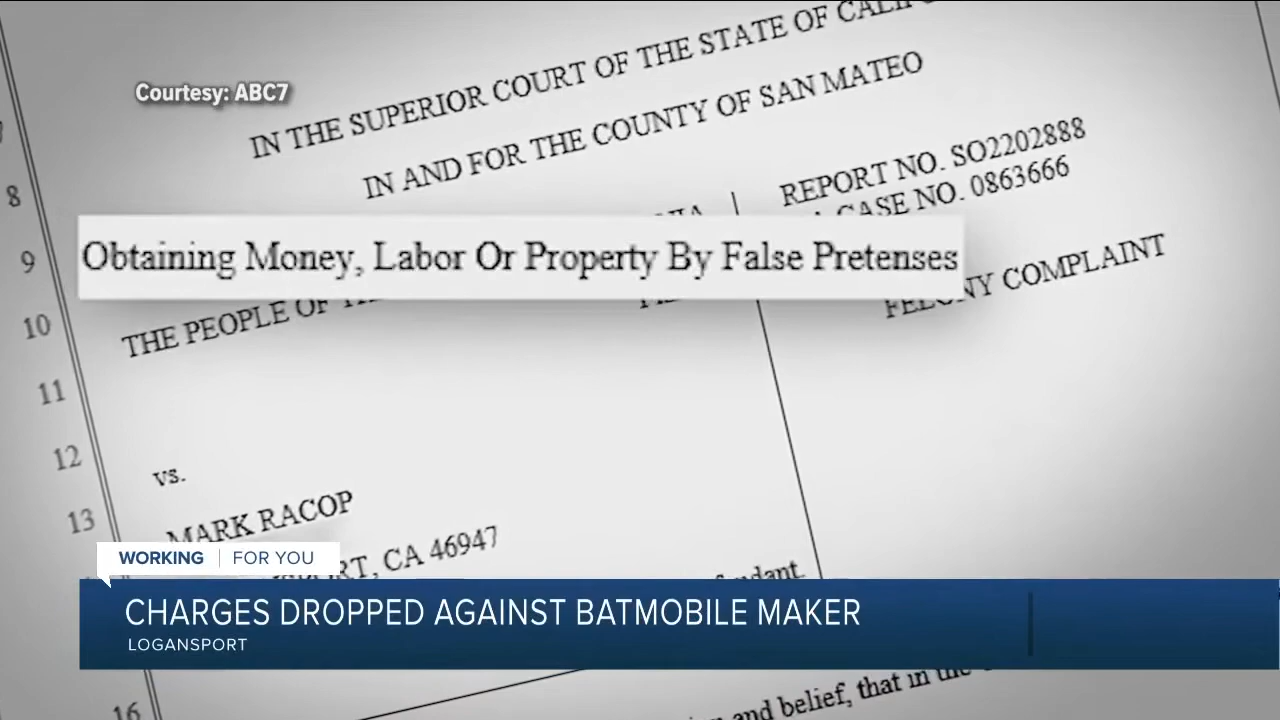 IN THE SUPERIOR COURT OF THE STATE OF
Courtesy: ABC7
IN AND FOR THE COUNTY OF SAN MATEO
8
REPORT NO. SO2202888
CASE NO. 0863666
9
Obtaining Money, Labor Or Property By False Pretenses
FELONY COMPLAINT
10
THE PEOPLE OF
11
12
vs.
13
MARK RACOP
CA 46947
WORKING | FOR YOU
CHARGES DROPPED AGAINST BATMOBILE MAKER
LOGANSPORT
16
and belief, that in the